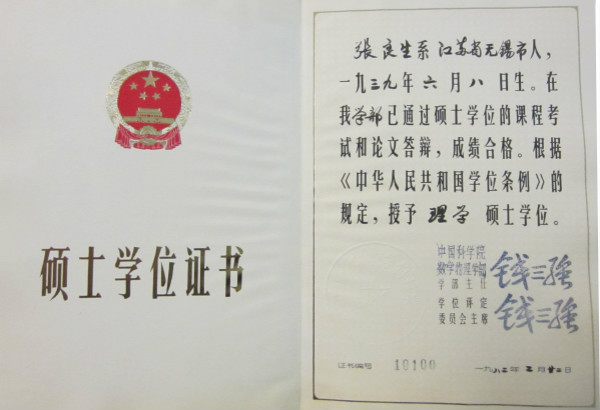 硕士学位证书
張良生系江苏省无锡市人，
一九三九年六月八日生。在
我学部已通过硕士学位的课程考
试和论文答辩，成绩合格。根据
《中华人民共和国学位条例》的
规定，授予 理学 硕士学位。
中国科学院
数学物理学部
学部主任 钱三强
学位评定
委员会主席 钱三强
证书编号 10100 一九八二年三月廿二日